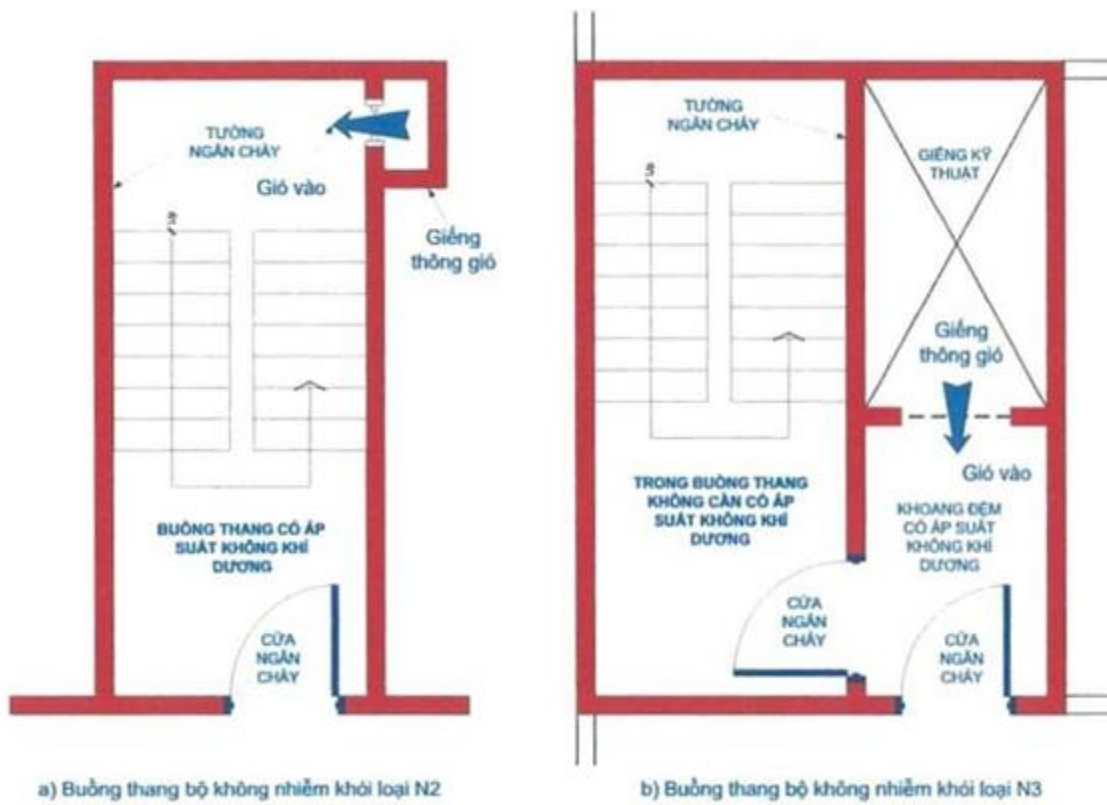 TƯỜNG
NGĂN CHÁY
Gió vào
Giếng
thông gió
BUỒNG THANG CÓ ÁP
SUẤT KHÔNG KHÍ
DƯƠNG
CỬA
NGĂN
CHÁY
a) Buồng thang bộ không nhiễm khói loại N2
TƯỜNG
NGĂN CHÁY
GIẾNG KỸ
THUẬT
Giếng
thông gió
Gió vào
TRONG BUỒNG THANG
KHÔNG CẦN CÓ ÁP
SUẤT KHÔNG KHÍ
DƯƠNG
KHOANG ĐỆM
CÓ ÁP SUẤT
KHÔNG KHÍ
DƯƠNG
CỬA
NGĂN
CHÁY
CỬA
NGĂN
CHÁY
b) Buồng thang bộ không nhiễm khói loại N3